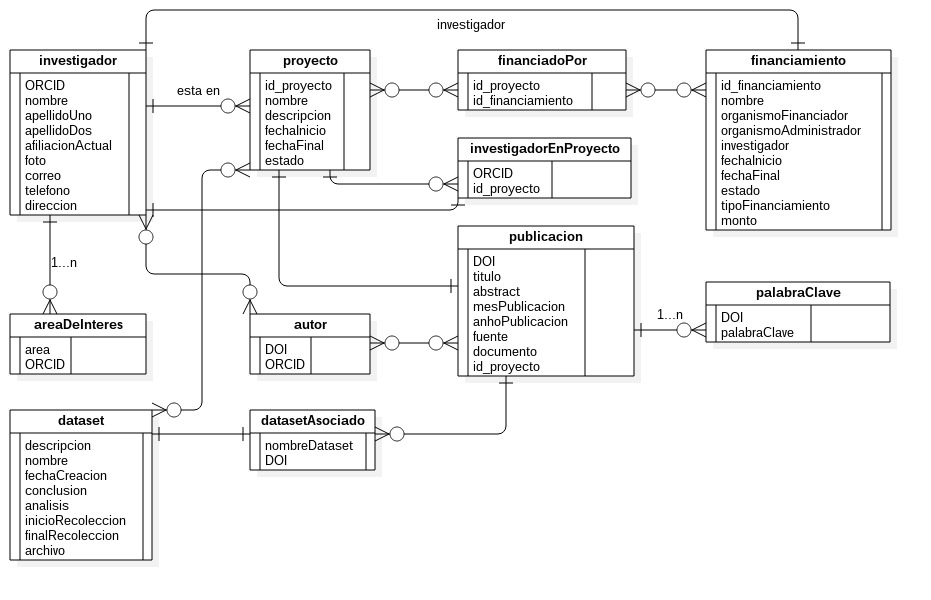 investigador
investigador
ORCID
nombre
apellidoUno
apellidoDos
afiliacionActual
foto
correo
telefono
direccion
esta en
proyecto
id_proyecto
nombre
descripcion
fechaInicio
fechaFinal
estado
financiadoPor
id_proyecto
id_financiamiento
financiamiento
id_financiamiento
nombre
organismoFinanciador
organismoAdministrador
investigador
fechaInicio
fechaFinal
estado
tipoFinanciamiento
monto
investigadorEnProyecto
ORCID
id_proyecto
publicacion
DOI
titulo
abstract
mesPublicacion
anhoPublicacion
fuente
documento
id_proyecto
1...n
palabraClave
DOI
palabraClave
1...n
areaDeInteres
area
ORCID
autor
DOI
ORCID
dataset
descripcion
nombre
fechaCreacion
conclusion
analisis
inicioRecoleccion
finalRecoleccion
archivo
datasetAsociado
nombreDataset
DOI